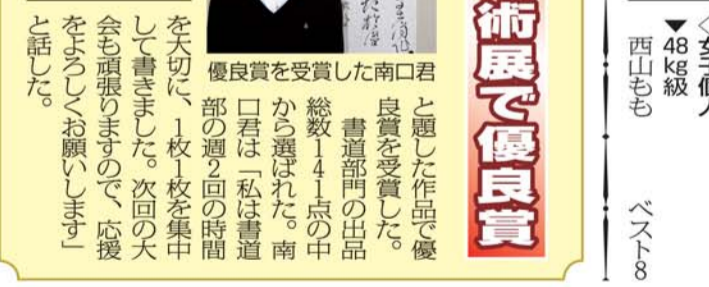 〈女子個人
▼48kg級
西山もも　ベスト8
術展で優良賞
優良賞を受賞した南口君
と題した作品で優
良賞を受賞した。
書道部門の出品
総数141点の中
から選ばれた。南
口君は「私は書道
部の週2回の時間
を大切に、1枚1枚を集中
して書きました。次回の大
会も頑張りますので、応援
をよろしくお願いします」
と話した。